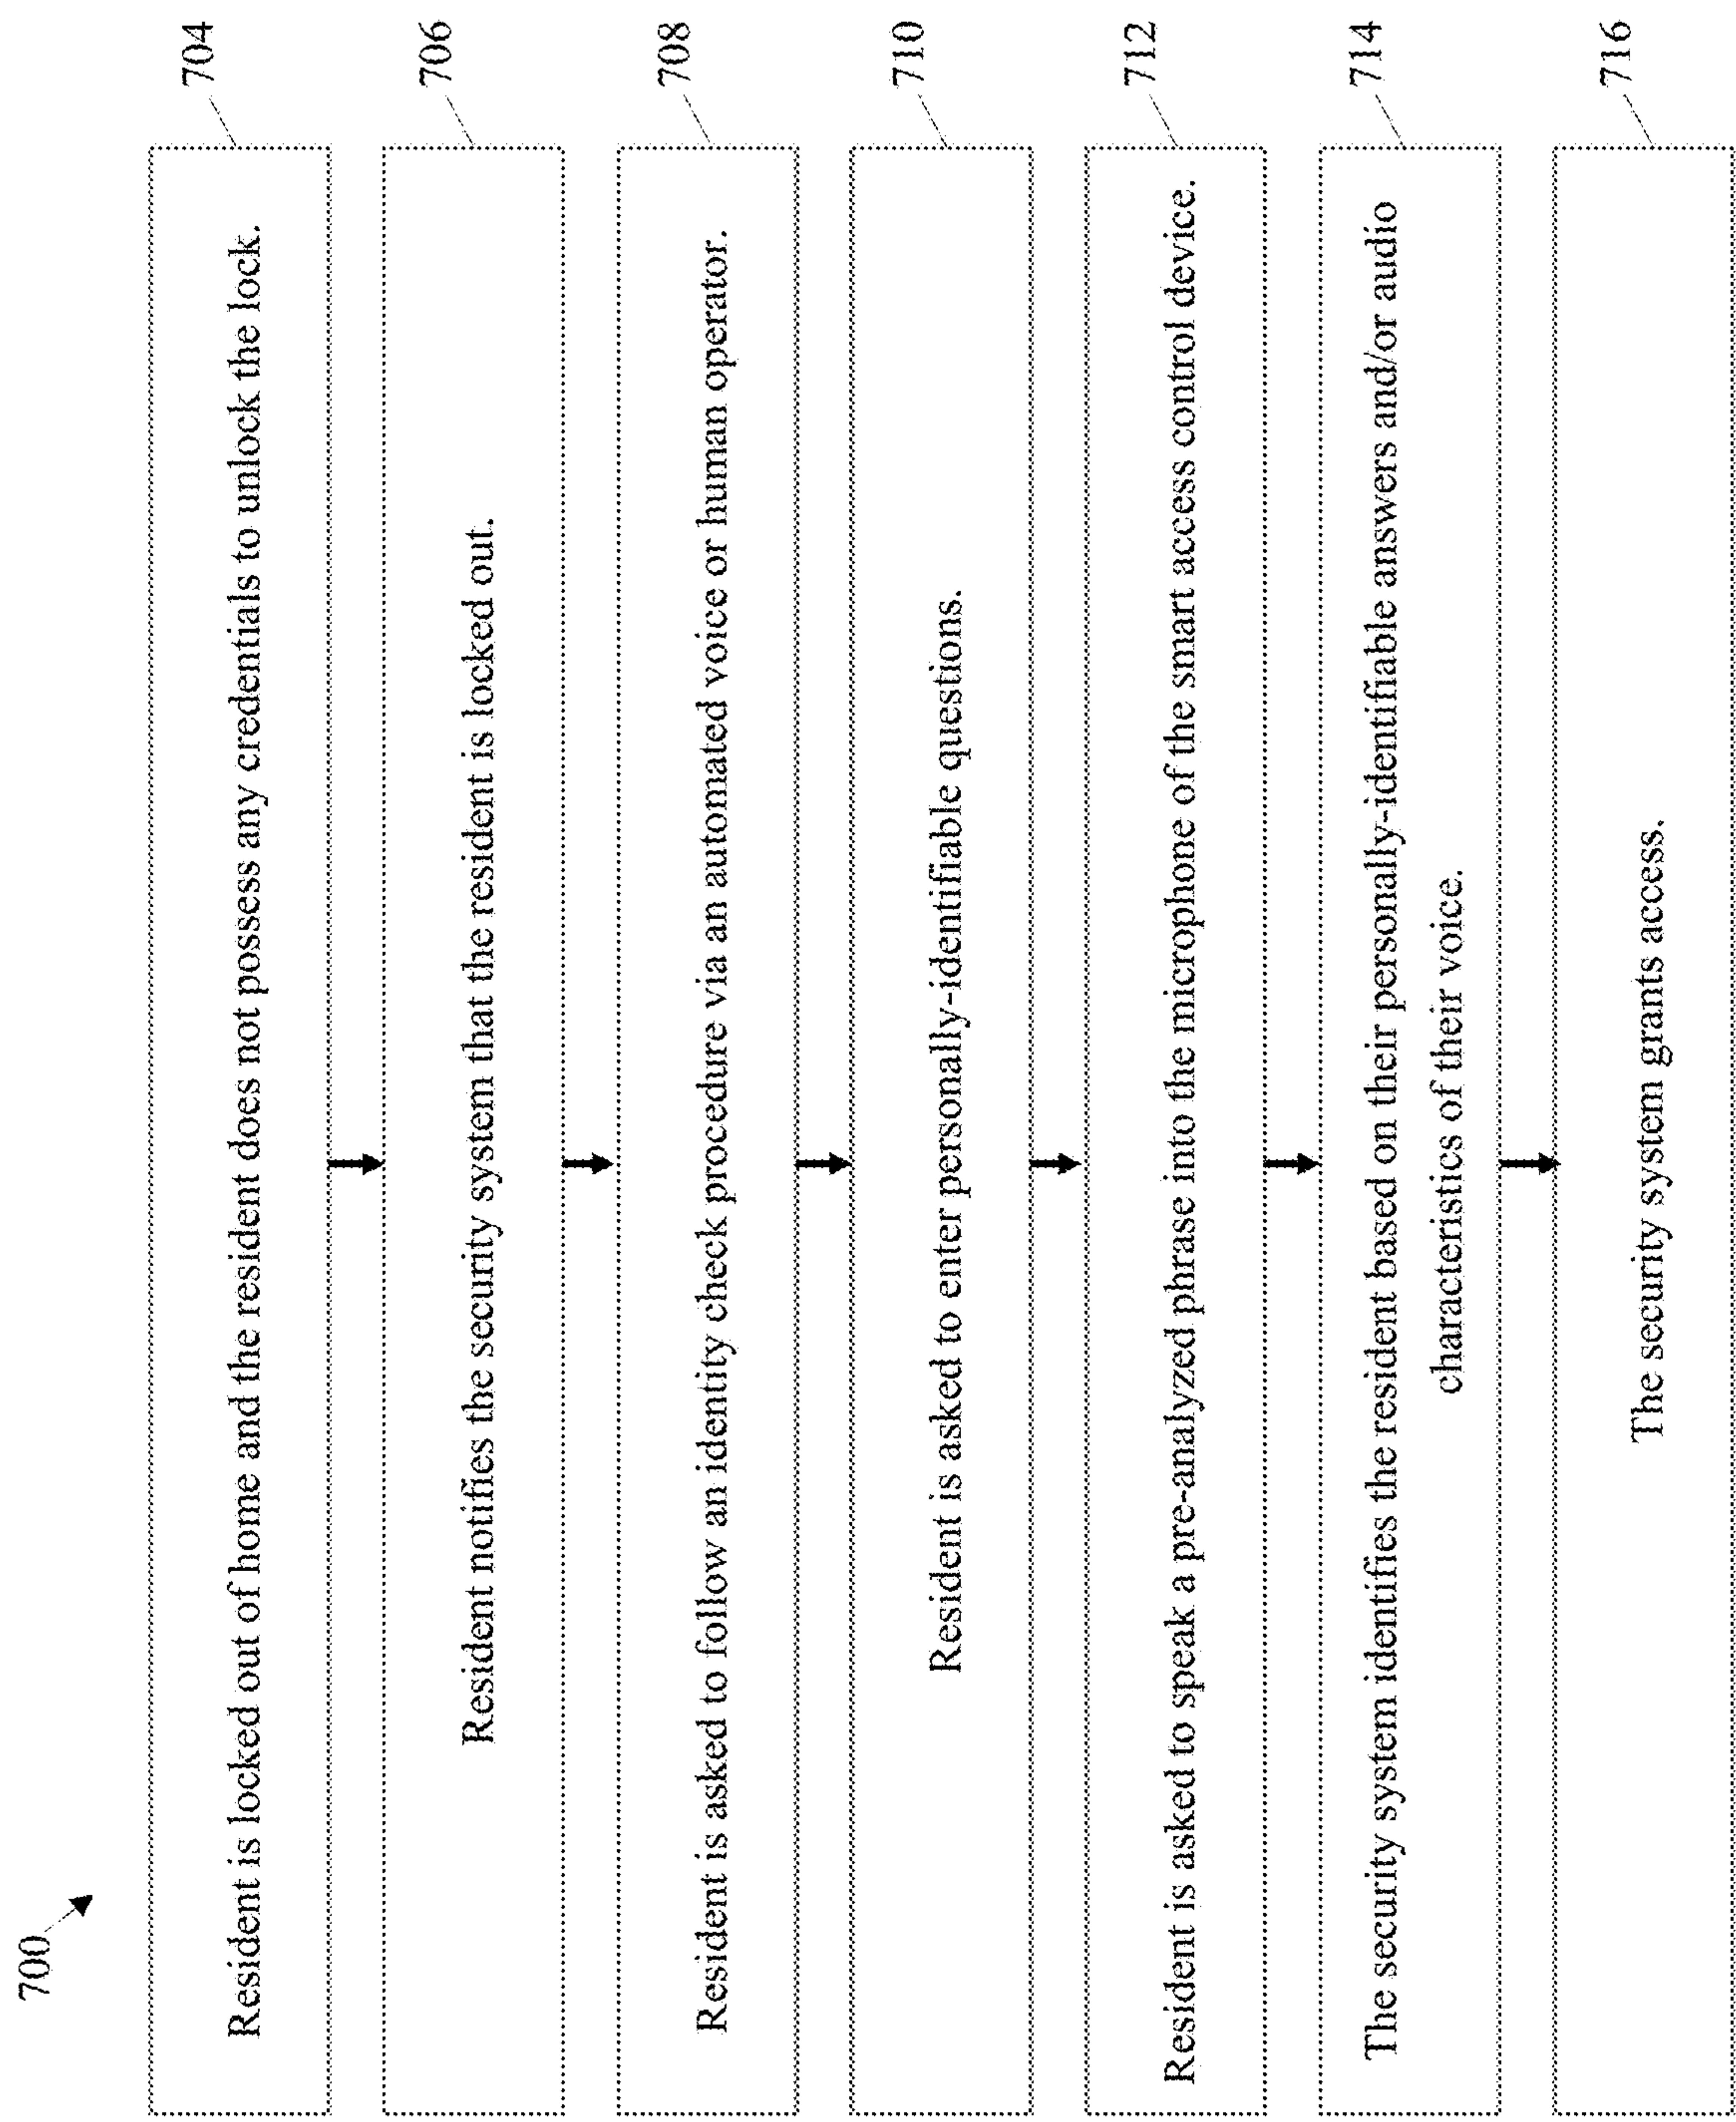 700
Resident is locked out of home and the resident does not possess any credentials to unlock the lock.
704
Resident notifies the security system that the resident is locked out.
706
Resident is asked to follow an identity check procedure via an automated voice or human operator.
708
Resident is asked to enter personally-identifiable questions.
710
Resident is asked to speak a pre-analyzed phrase into the microphone of the smart access control device.
712
The security system identifies the resident based on their personally-identifiable answers and/or audio
characteristics of their voice.
714
The security system grants access.
716